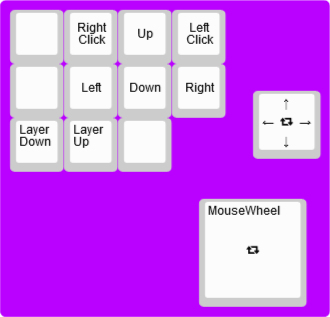 Right
Click
Up
Left
Click
Left
Down
Right
Layer
Down
Layer
Up
↑
← →
↓
MouseWheel